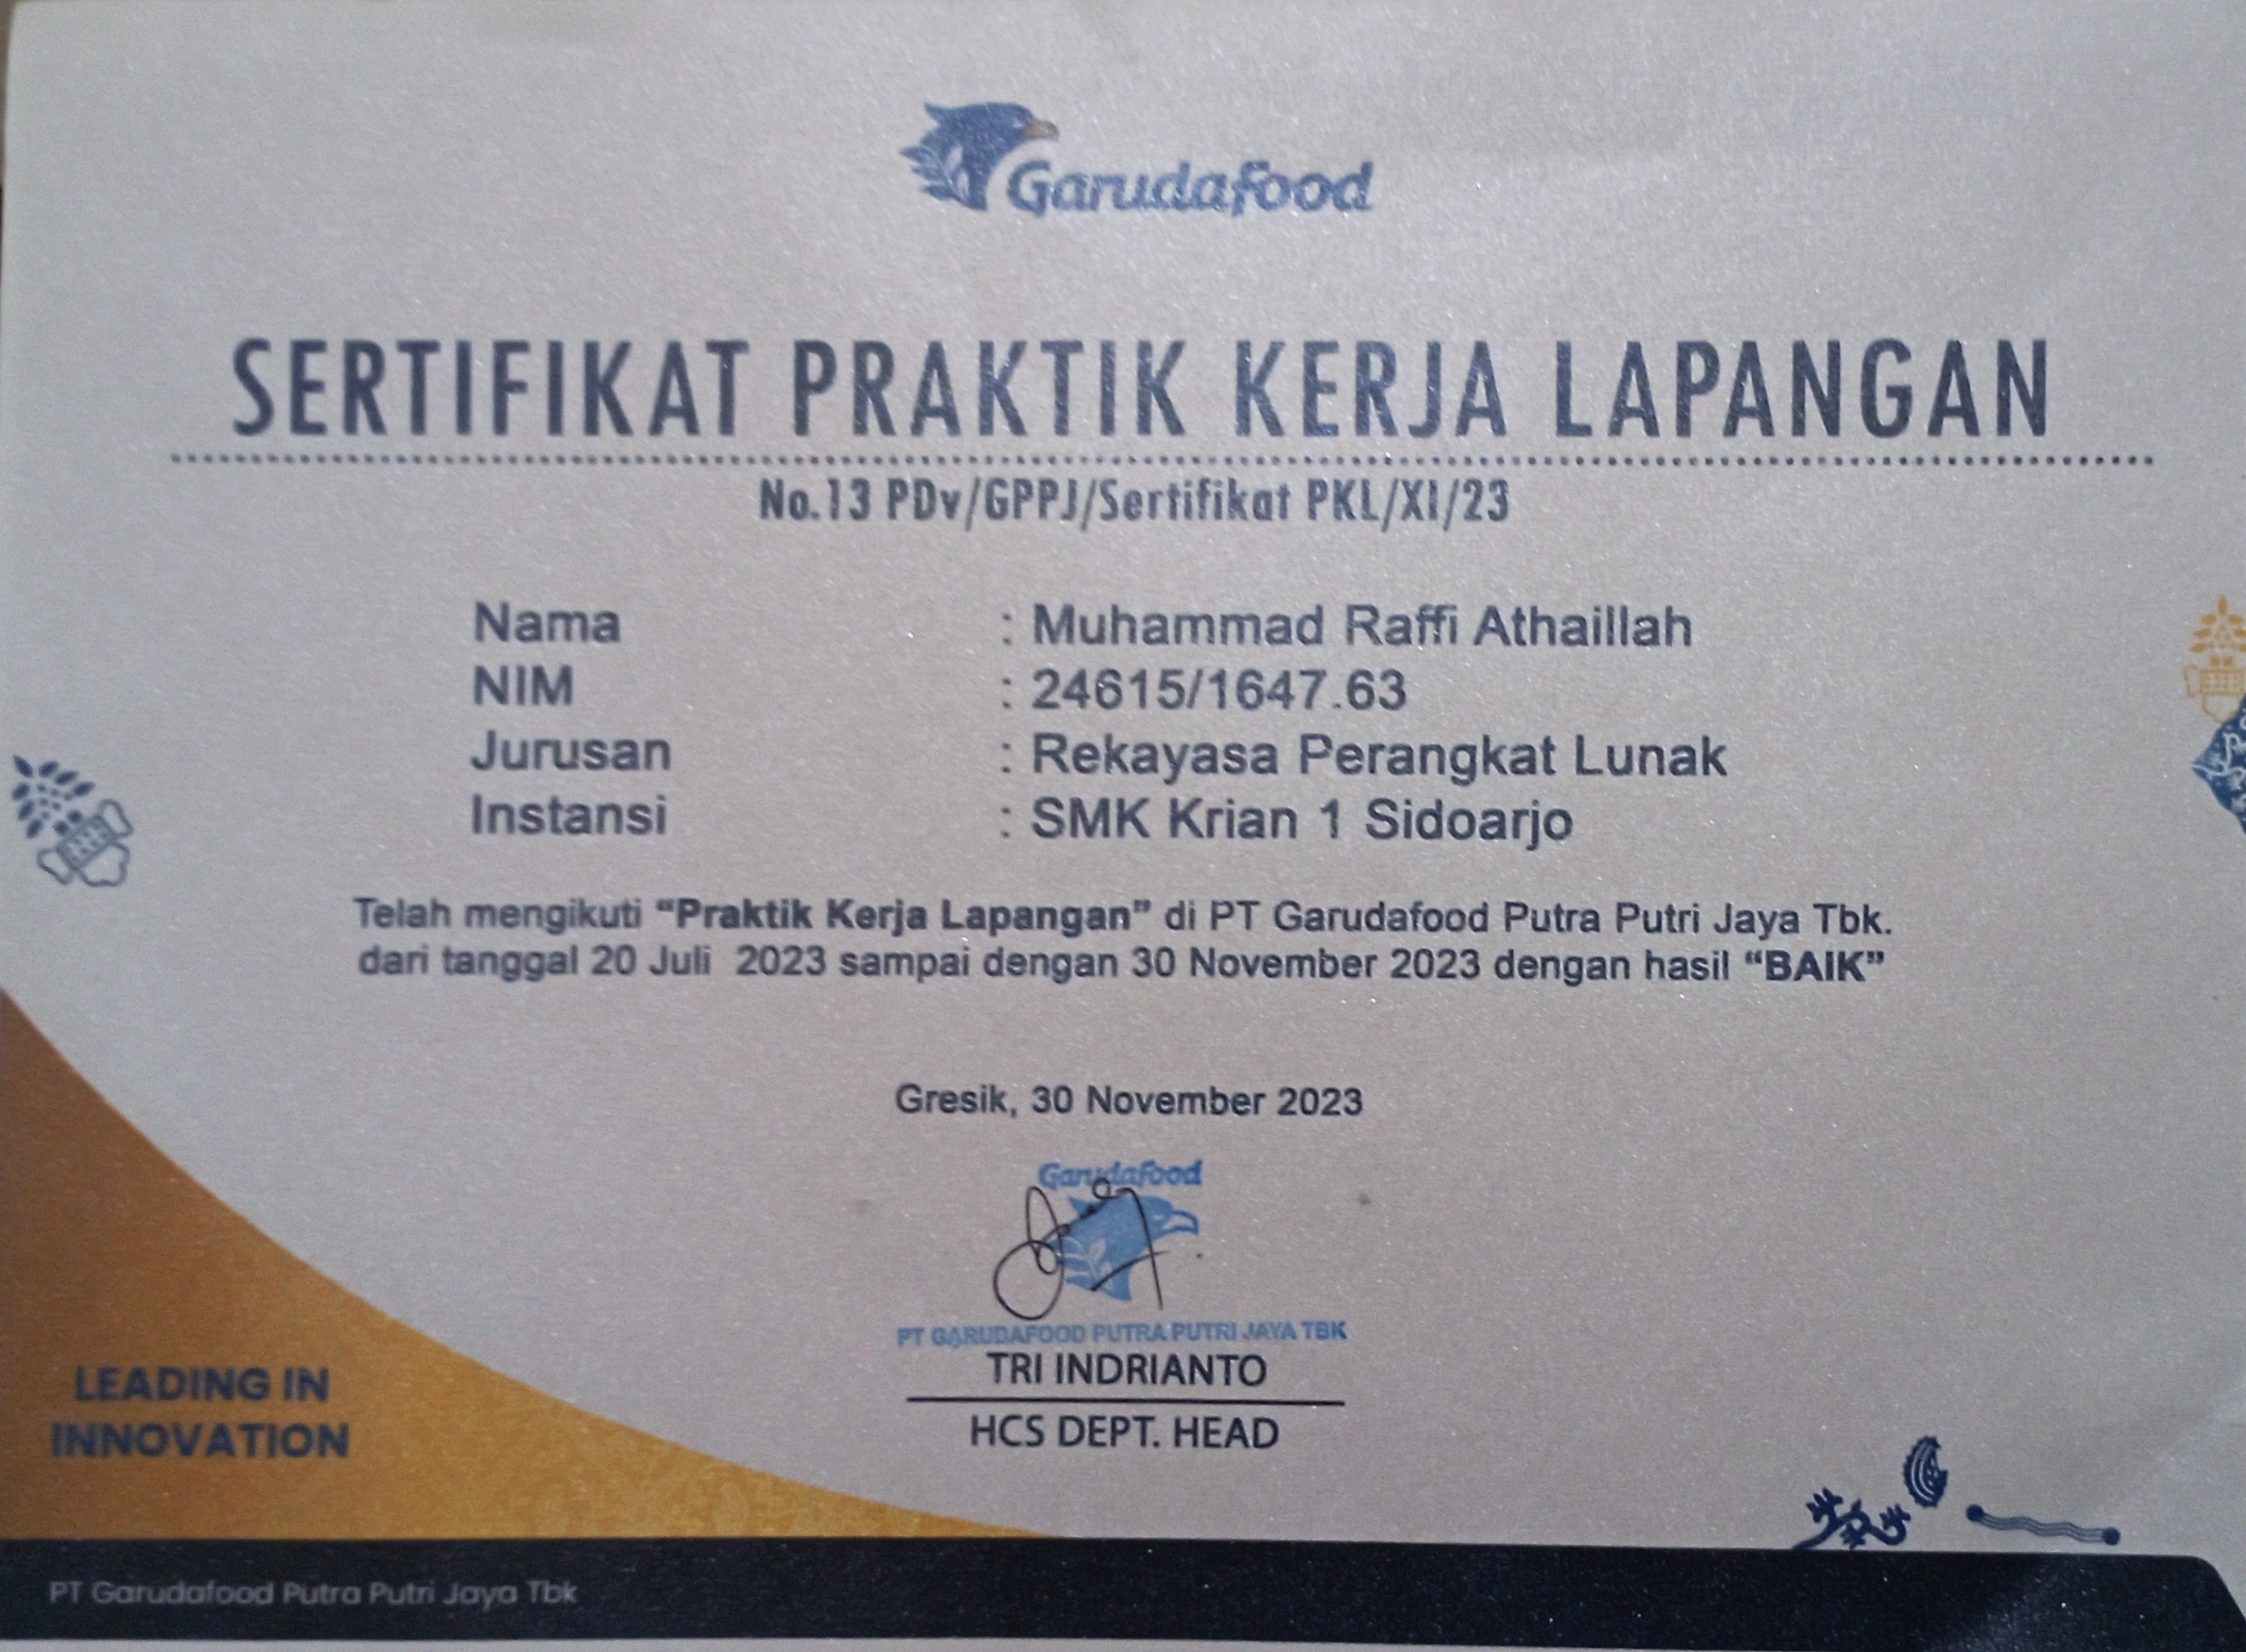 Garudafood
SERTIFIKAT PRAKTIK KERJA LAPANGAN
No.13 PDv/GPPJ/Sertifikat PKL/XI/23
Nama : Muhammad Raffi Athaillah
NIM : 24615/1647.63
Jurusan : Rekayasa Perangkat Lunak
Instansi : SMK Krian 1 Sidoarjo
Telah mengikuti “Praktik Kerja Lapangan” di PT Garudafood Putra Putri Jaya Tbk.
dari tanggal 20 Juli 2023 sampai dengan 30 November 2023 dengan hasil “BAIK”
Gresik, 30 November 2023
Garudafood
PT GARUDAFOOD PUTRA PUTRI JAYA TBK
TRI INDRIANTO
HCS DEPT. HEAD
LEADING IN
INNOVATION
PT Garudafood Putra Putri Jaya Tbk